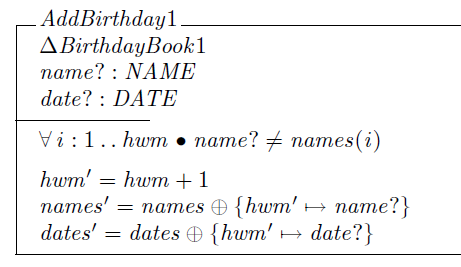 AddBirthday1
ΔBirthdayBook1
name? : NAME
date? : DATE
∀ i : 1 . . hwm • name? ≠ names(i)
hwm′ = hwm + 1
names′ = names ⊕ {hwm′ ↦ name?}
dates′ = dates ⊕ {hwm′ ↦ date?}